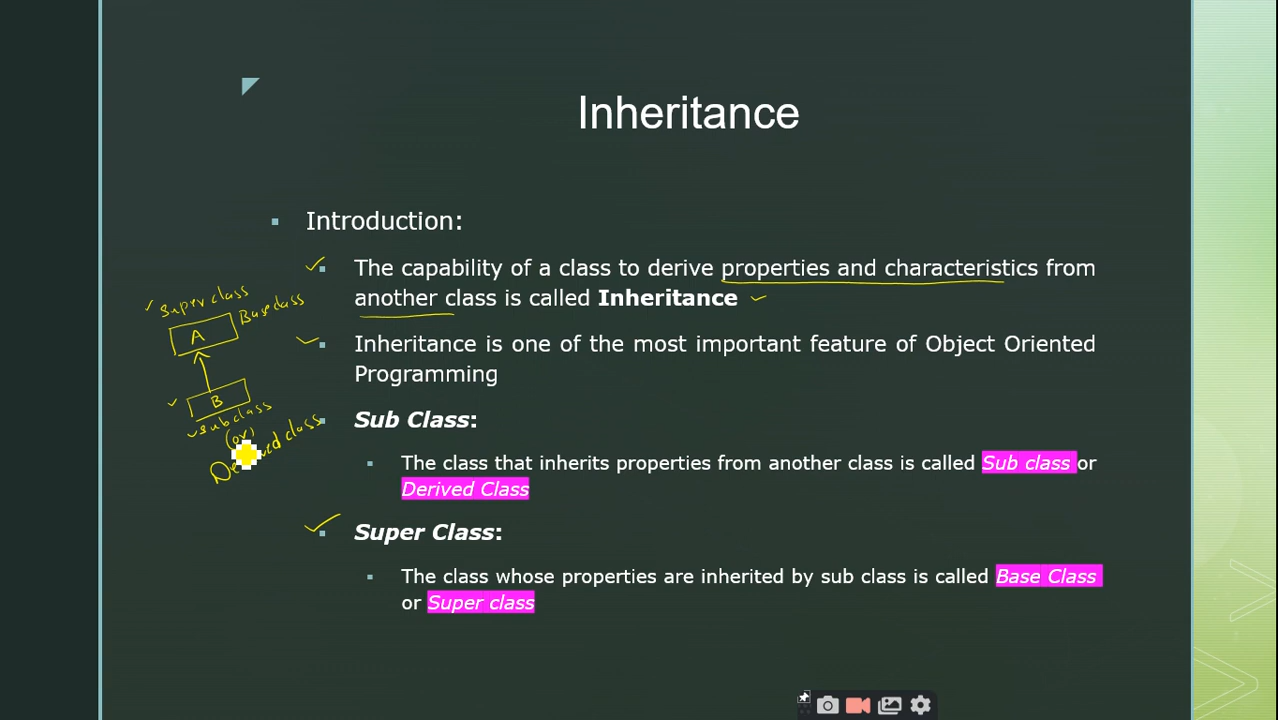 Inheritance
Introduction:
The capability of a class to derive properties and characteristics from
another class is called Inheritance
Inheritance is one of the most important feature of Object Oriented
Programming
Sub Class:
The class that inherits properties from another class is called Sub class or
Derived Class
Super Class:
The class whose properties are inherited by sub class is called Base Class
or Super class
Super class
Base class
A
B
subclass
(or)
class